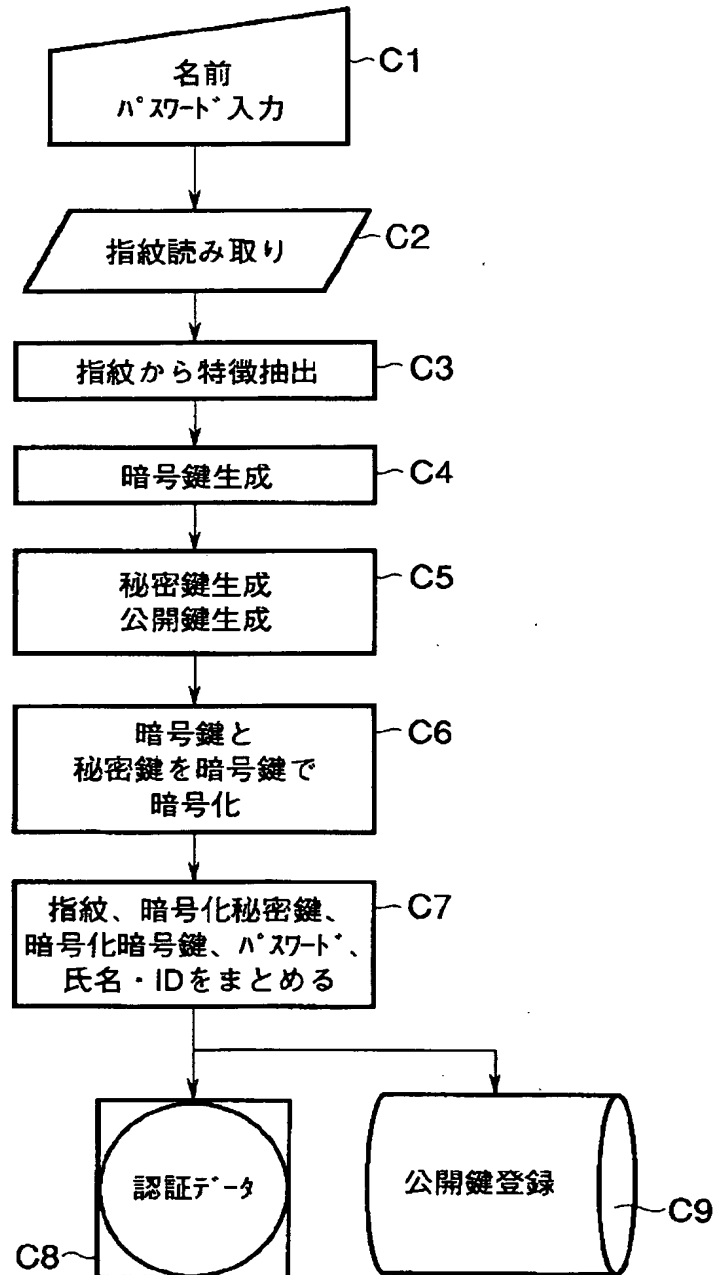 名前
パスワード入力
C1
指紋読み取り
C2
指紋から特徴抽出
C3
暗号鍵生成
C4
秘密鍵生成
公開鍵生成
C5
暗号鍵と
秘密鍵を暗号鍵で
暗号化
C6
指紋、暗号化秘密鍵、
暗号化暗号鍵、パスワード、
氏名・IDをまとめる
C7
認証データ
C8
公開鍵登録
C9